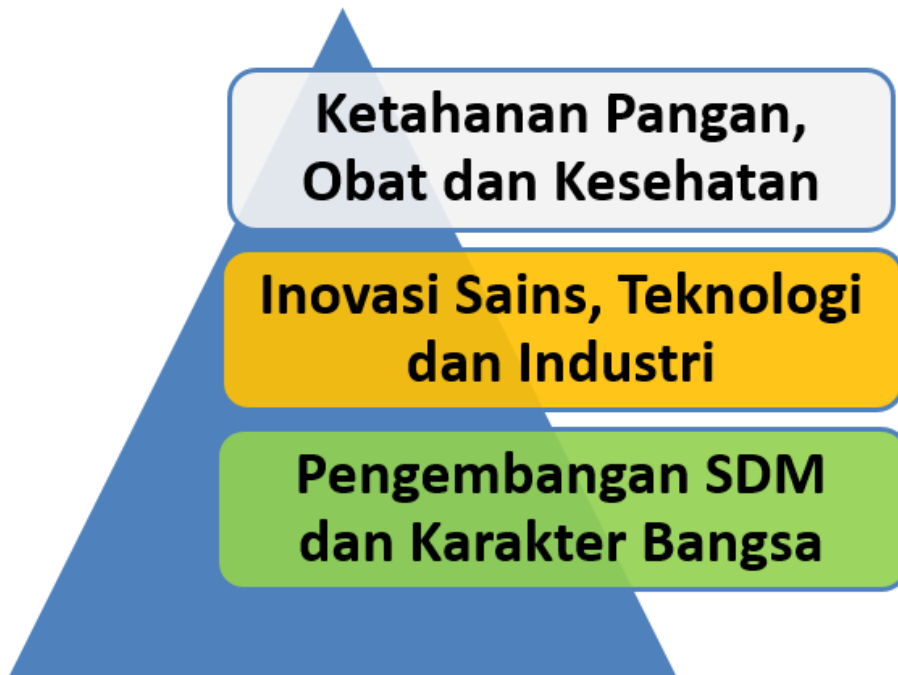 Ketahanan Pangan,
Obat dan Kesehatan
Inovasi Sains, Teknologi
dan Industri
Pengembangan SDM
dan Karakter Bangsa